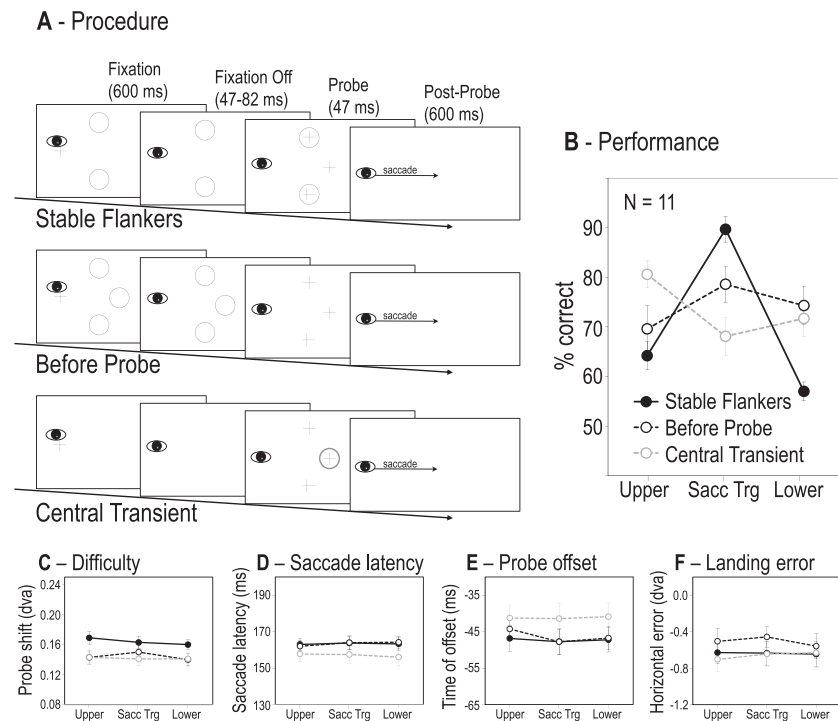 A - Procedure
Fixation
(600 ms)
Fixation Off
(47-82 ms)
Probe
(47 ms)
Post-Probe
(600 ms)
saccade
Stable Flankers
saccade
Before Probe
saccade
Central Transient
B - Performance
N = 11
% correct
90
80
70
60
50
Stable Flankers
Before Probe
Central Transient
Upper Sacc Trg Lower
C – Difficulty
Probe shift (dva)
0.24
0.20
0.16
0.12
0.08
Upper Sacc Trg Lower
D – Saccade latency
Saccade latency (ms)
190
170
150
130
Upper Sacc Trg Lower
E – Probe offset
Time of offset (ms)
-35
-45
-55
-65
Upper Sacc Trg Lower
F – Landing error
Horizontal error (dva)
0.0
-0.4
-0.8
-1.2
Upper Sacc Trg Lower